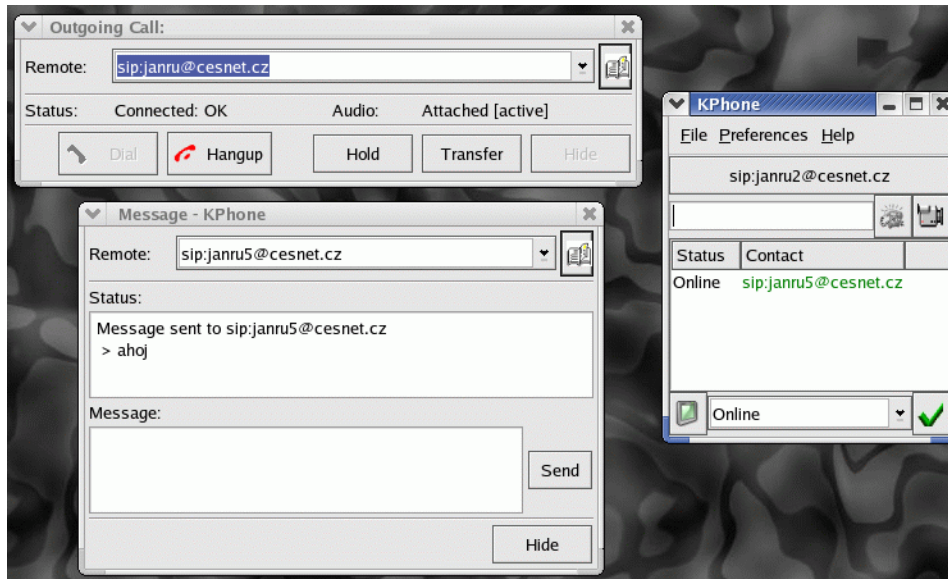 Outgoing Call:
Remote: sip:janru@cesnet.cz
Status: Connected: OK Audio: Attached [active]
Dial Hangup Hold Transfer Hide
Message - KPhone
Remote: sip:janru5@cesnet.cz
Status:
Message sent to sip:janru5@cesnet.cz
> ahoj
Message:
Send
Hide
KPhone
File Preferences Help
sip:janru2@cesnet.cz
Status Contact
Online sip:janru5@cesnet.cz
Online